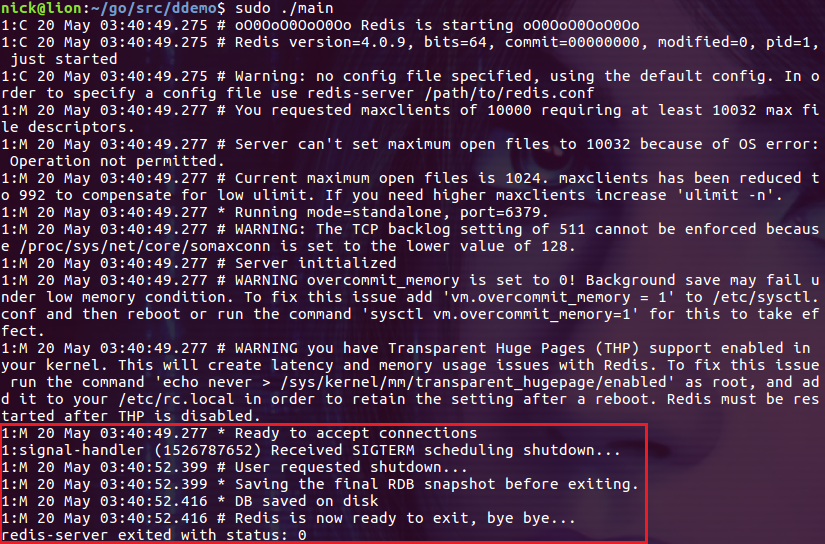 nick@lion:~/go/src/ddemo$ sudo ./main
1:C 20 May 03:40:49.275 # oO0OoO0OoO0Oo Redis is starting oO0OoO0OoO0Oo
1:C 20 May 03:40:49.275 # Redis version=4.0.9, bits=64, commit=00000000, modified=0, pid=1,
 just started
1:C 20 May 03:40:49.275 # Warning: no config file specified, using the default config. In o
rder to specify a config file use redis-server /path/to/redis.conf
1:M 20 May 03:40:49.277 # You requested maxclients of 10000 requiring at least 10032 max fi
le descriptors.
1:M 20 May 03:40:49.277 # Server can't set maximum open files to 10032 because of OS error:
 Operation not permitted.
1:M 20 May 03:40:49.277 # Current maximum open files is 1024. maxclients has been reduced t
o 992 to compensate for low ulimit. If you need higher maxclients increase 'ulimit -n'.
1:M 20 May 03:40:49.277 * Running mode=standalone, port=6379.
1:M 20 May 03:40:49.277 # WARNING: The TCP backlog setting of 511 cannot be enforced becaus
e /proc/sys/net/core/somaxconn is set to the lower value of 128.
1:M 20 May 03:40:49.277 # Server initialized
1:M 20 May 03:40:49.277 # WARNING overcommit_memory is set to 0! Background save may fail u
nder low memory condition. To fix this issue add 'vm.overcommit_memory = 1' to /etc/sysctl.
conf and then reboot or run the command 'sysctl vm.overcommit_memory=1' for this to take ef
fect.
1:M 20 May 03:40:49.277 # WARNING you have Transparent Huge Pages (THP) support enabled in 
your kernel. This will create latency and memory usage issues with Redis. To fix this issue
 run the command 'echo never > /sys/kernel/mm/transparent_hugepage/enabled' as root, and ad
d it to your /etc/rc.local in order to retain the setting after a reboot. Redis must be res
tarted after THP is disabled.
1:M 20 May 03:40:49.277 * Ready to accept connections
1:signal-handler (1526787652) Received SIGTERM scheduling shutdown...
1:M 20 May 03:40:52.399 # User requested shutdown...
1:M 20 May 03:40:52.399 * Saving the final RDB snapshot before exiting.
1:M 20 May 03:40:52.416 * DB saved on disk
1:M 20 May 03:40:52.416 # Redis is now ready to exit, bye bye...
redis-server exited with status: 0